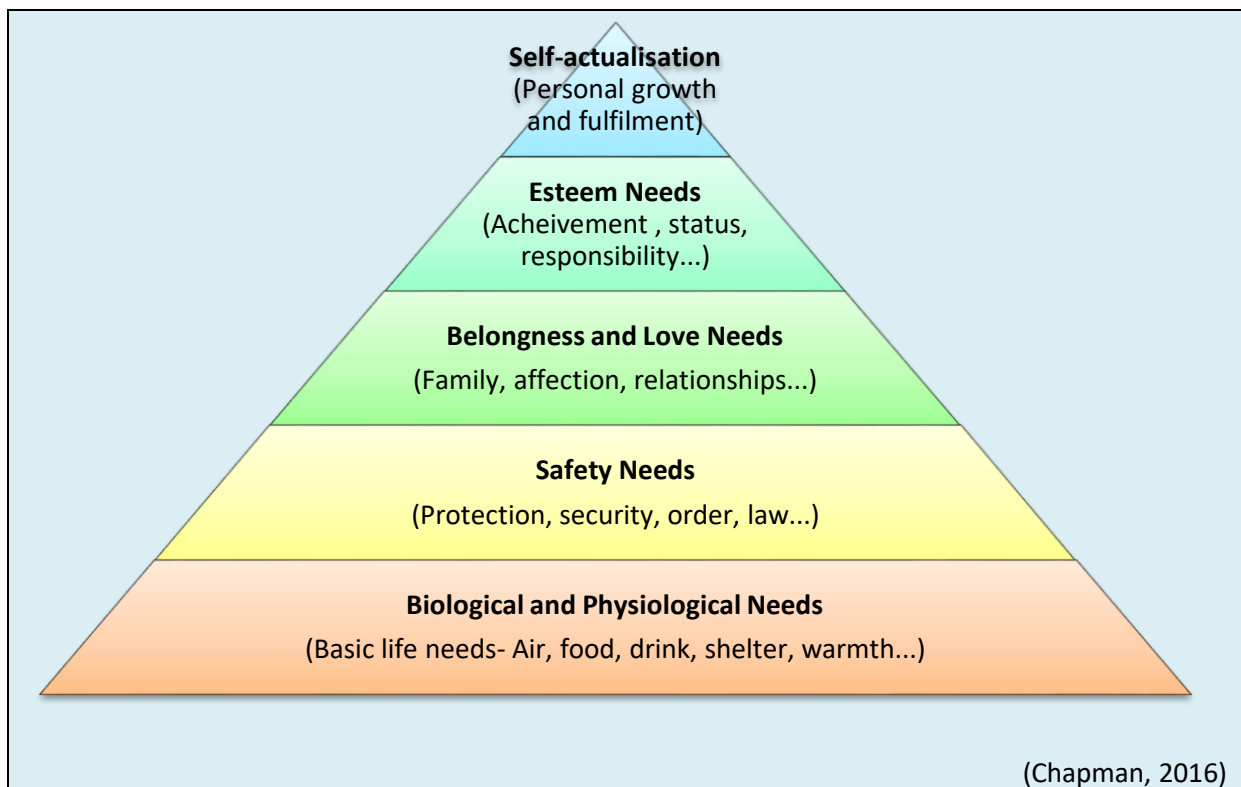 Self-actualisation
(Personal growth
and fulfilment)
Esteem Needs
(Acheivement , status,
responsibility...)
Belongness and Love Needs
(Family, affection, relationships...)
Safety Needs
(Protection, security, order, law...)
Biological and Physiological Needs
(Basic life needs- Air, food, drink, shelter, warmth...)
(Chapman, 2016)